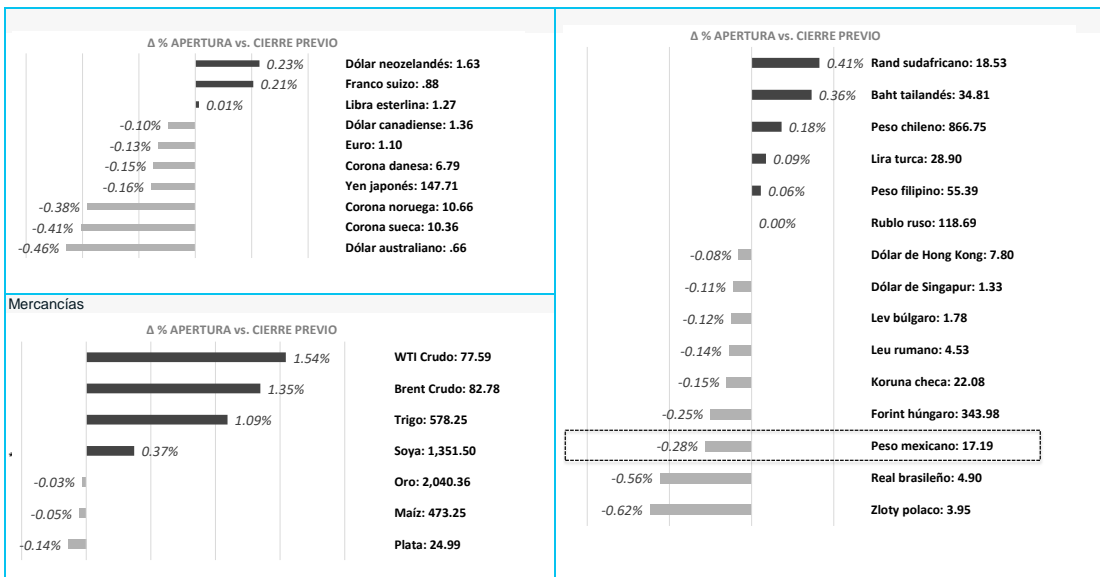 Δ % APERTURA vs. CIERRE PREVIO
0.23% Dólar neozelandés: 1.63
0.21% Franco suizo: .88
0.01% Libra esterlina: 1.27
-0.10% Dólar canadiense: 1.36
-0.13% Euro: 1.10
-0.15% Corona danesa: 6.79
-0.16% Yen japonés: 147.71
-0.38% Corona noruega: 10.66
-0.41% Corona sueca: 10.36
-0.46% Dólar australiano: .66
Mercancías
Δ % APERTURA vs. CIERRE PREVIO
1.54% WTI Crudo: 77.59
1.35% Brent Crudo: 82.78
1.09% Trigo: 578.25
0.37% Soya: 1,351.50
-0.03% Oro: 2,040.36
-0.05% Maíz: 473.25
-0.14% Plata: 24.99
Δ % APERTURA vs. CIERRE PREVIO
0.41% Rand sudafricano: 18.53
0.36% Baht tailandés: 34.81
0.18% Peso chileno: 866.75
0.09% Lira turca: 28.90
0.06% Peso filipino: 55.39
0.00% Rublo ruso: 118.69
-0.08% Dólar de Hong Kong: 7.80
-0.11% Dólar de Singapur: 1.33
-0.12% Lev búlgaro: 1.78
-0.14% Leu rumano: 4.53
-0.15% Koruna checa: 22.08
-0.25% Forint húngaro: 343.98
-0.28% Peso mexicano: 17.19
-0.56% Real brasileño: 4.90
-0.62% Zloty polaco: 3.95